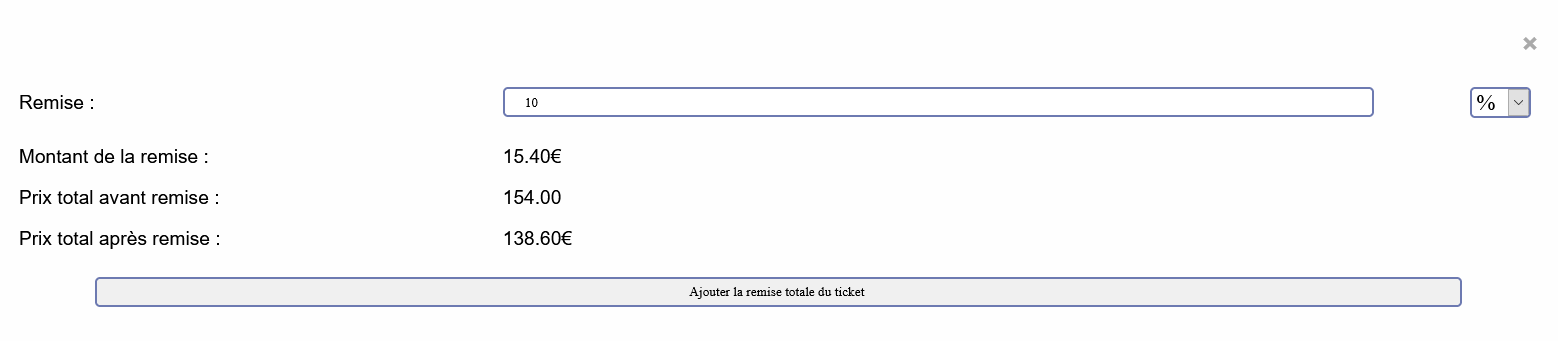 Remise : 10 %
Montant de la remise : 15.40€
Prix total avant remise : 154.00
Prix total après remise : 138.60€
Ajouter la remise totale du ticket